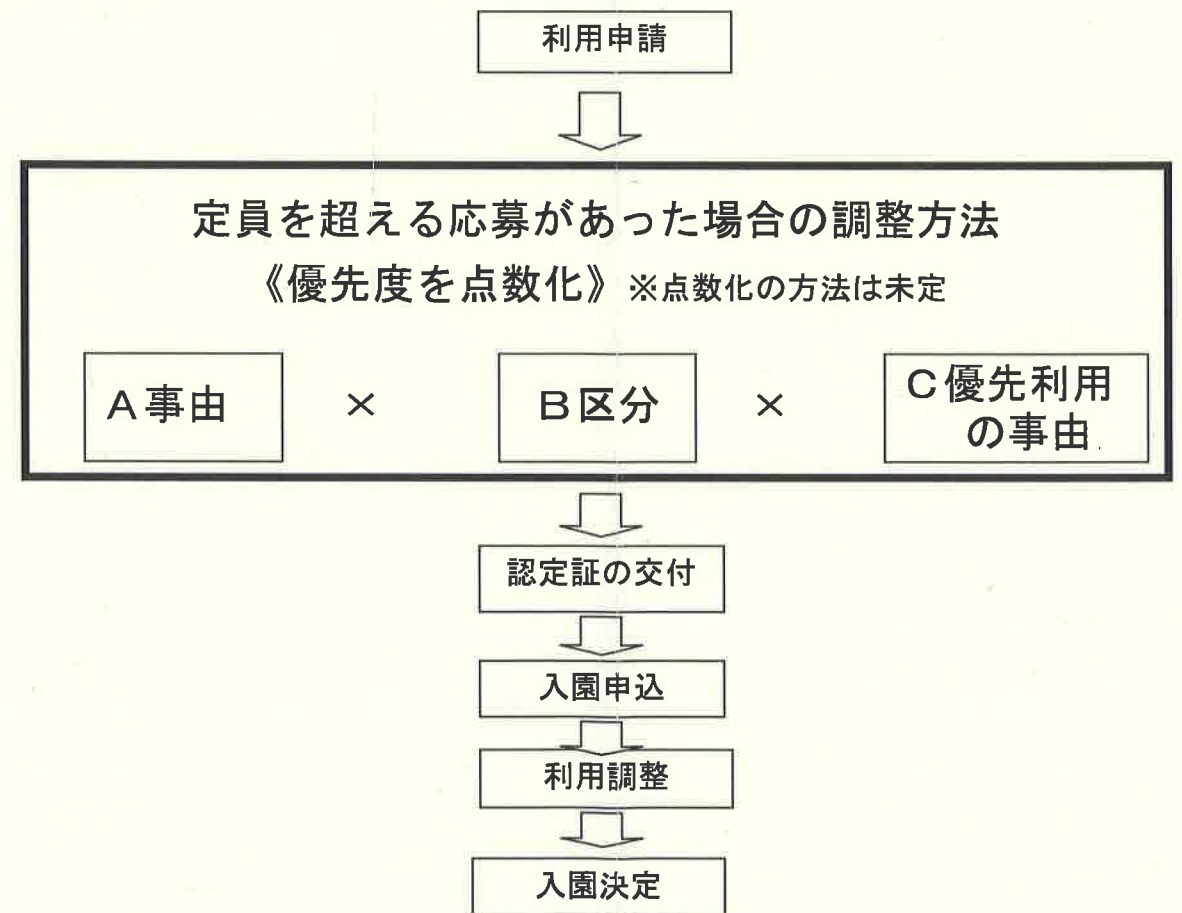 利用申請
定員を超える応募があった場合の調整方法
《優先度を点数化》※点数化の方法は未定
A事由 × B区分 × C優先利用
の事由
認定証の交付
入園申込
利用調整
入園決定